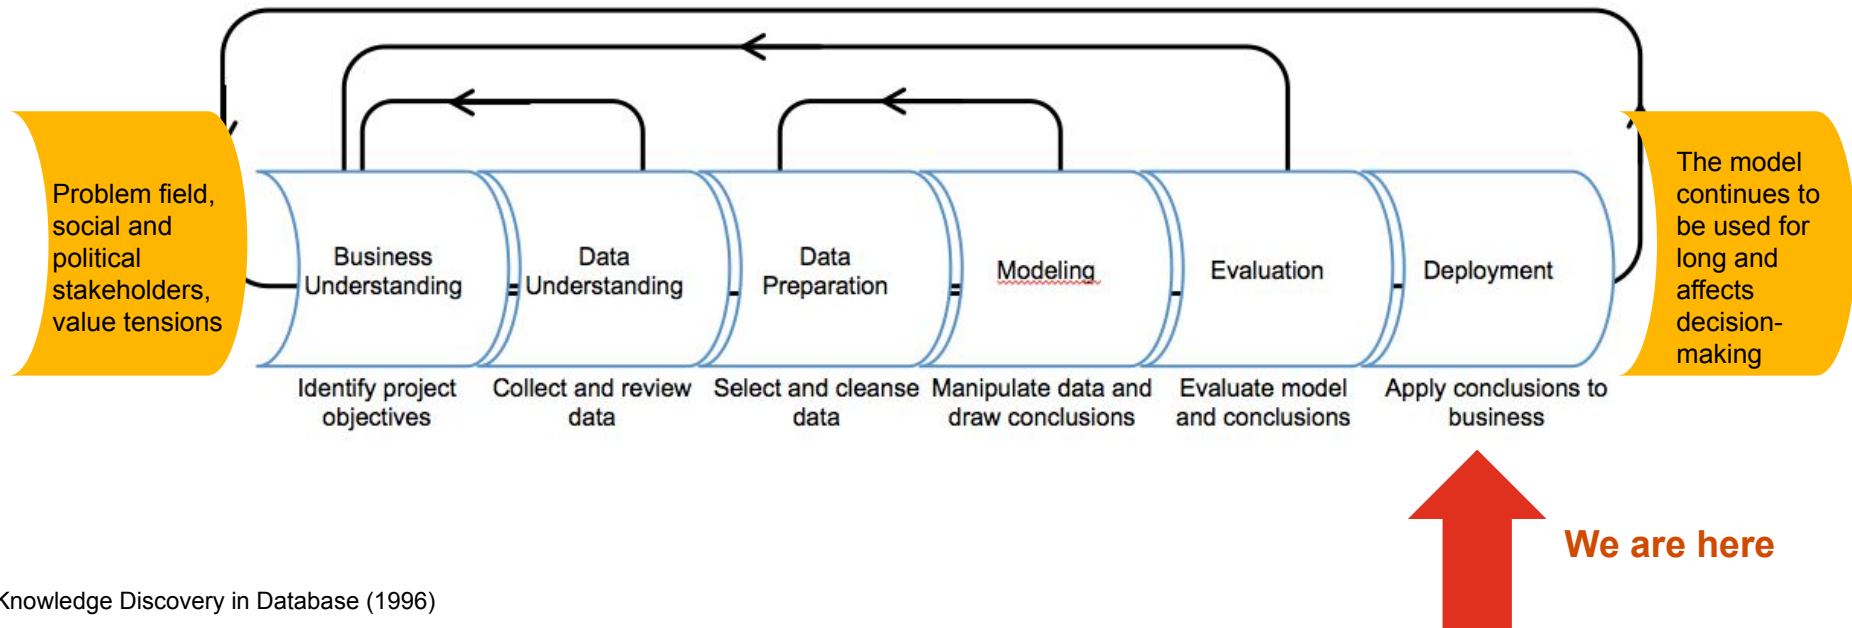 Problem field,
social and
political
stakeholders,
value tensions
Business
Understanding
Data
Understanding
Data
Preparation
Modeling
Evaluation
Deployment
The model
continues to
be used for
long and
affects
decision-
making
Identify project
objectives
Collect and review
data
Select and cleanse
data
Manipulate data and
draw conclusions
Evaluate model
and conclusions
Apply conclusions to
business
We are here
Knowledge Discovery in Database (1996)